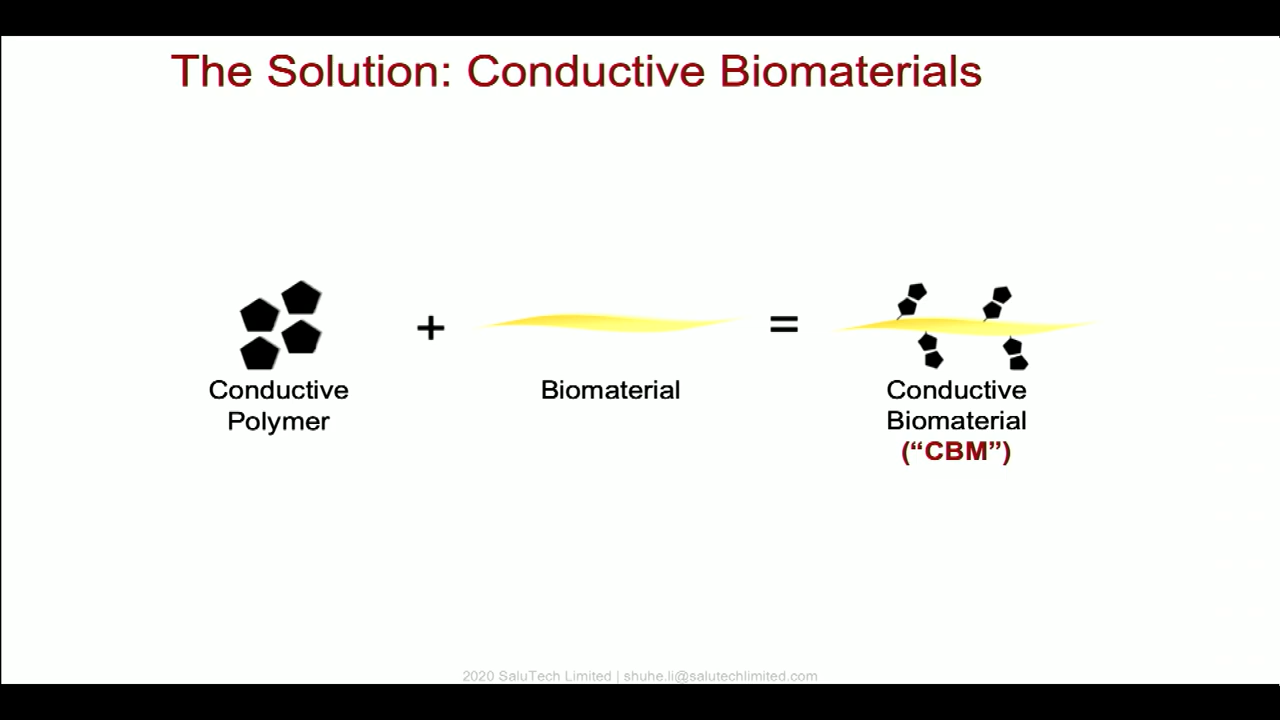 The Solution: Conductive Biomaterials
+
=
Conductive
Polymer
Biomaterial
Conductive
Biomaterial
(“CBM”)
2020 SaluTech Limited | shuhe.li@salutechlimited.com